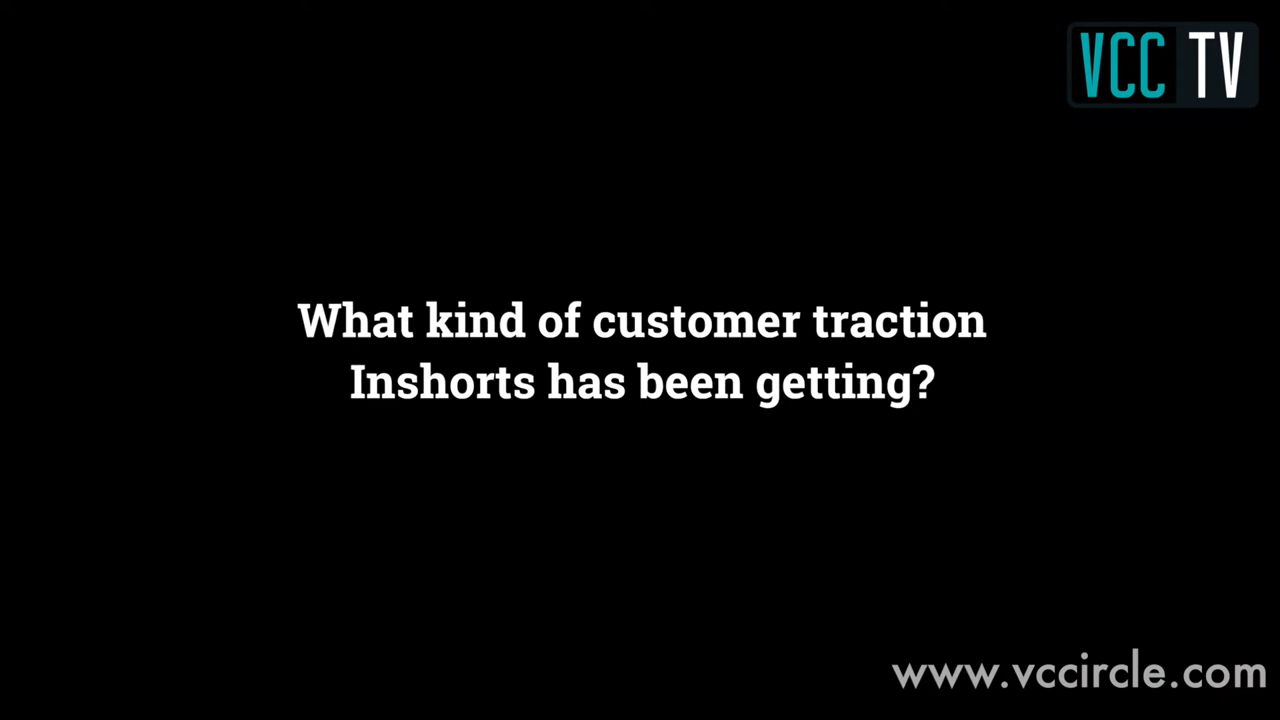 VCC TV
What kind of customer traction
Inshorts has been getting?
www.vccircle.com